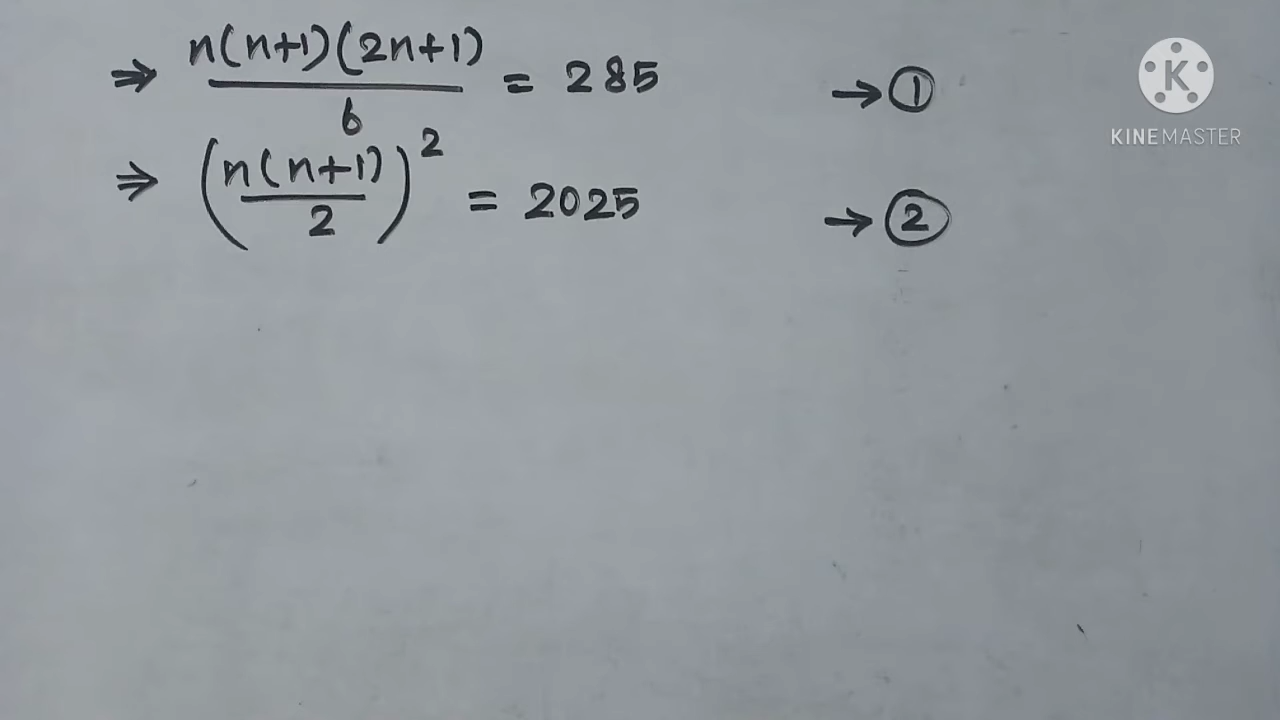 ⇒ n(n+1)(2n+1)/6 = 285 → ①
⇒ (n(n+1)/2)² = 2025 → ②
K
KINEMASTER